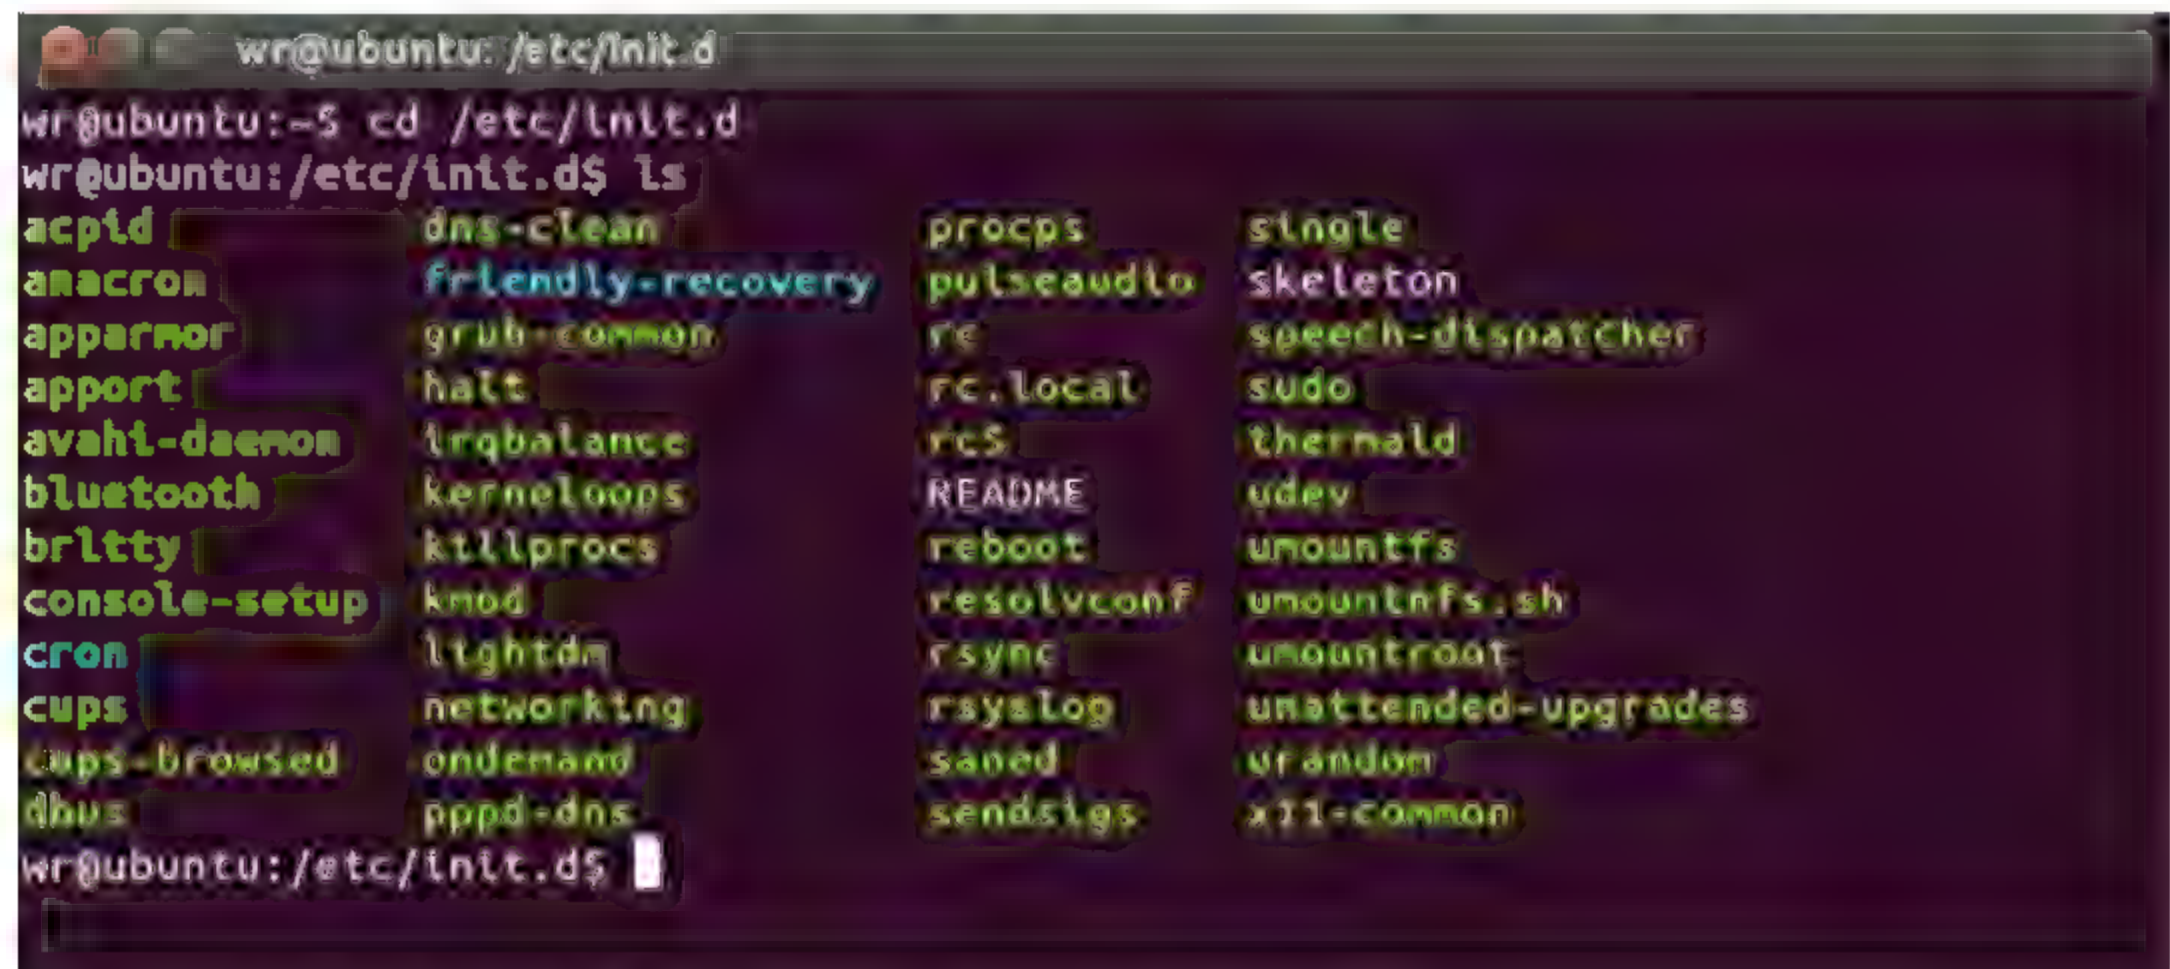 wr@ubuntu: /etc/init.d
wr@ubuntu:~$ cd /etc/init.d
wr@ubuntu:/etc/init.d$ ls
acpid dns-clean procps single
anacron friendly-recovery pulseaudio skeleton
apparmor grub-common rc speech-dispatcher
apport halt rc.local sudo
avahi-daemon irqbalance rcS thermald
bluetooth kerneloops README udev
brltty killprocs reboot umountfs
console-setup kmod resolvconf umountnfs.sh
cron lightdm rsync umountroot
cups networking rsyslog unattended-upgrades
cups-browsed ondemand saned urandom
dbus pppd-dns sendsigs x11-common
wr@ubuntu:/etc/init.d$